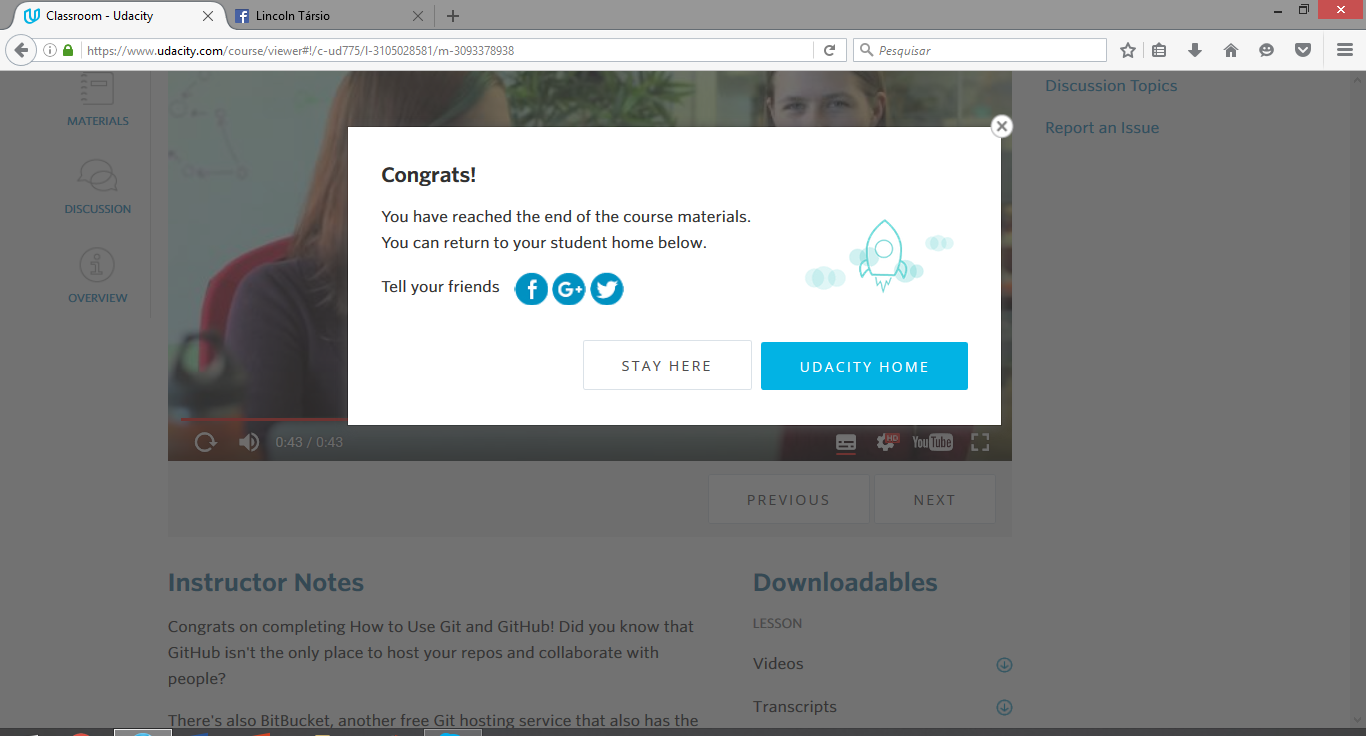 Classroom - Udacity
Lincoln Társio
https://www.udacity.com/course/viewer#!/c-ud775/l-3105028581/m-3093378938
Pesquisar
MATERIALS
DISCUSSION
OVERVIEW
Discussion Topics
Report an Issue
Congrats!
You have reached the end of the course materials.
You can return to your student home below.
Tell your friends
STAY HERE
UDACITY HOME
0:43 / 0:43
HD
YouTube
PREVIOUS
NEXT
Instructor Notes
Congrats on completing How to Use Git and GitHub! Did you know that
GitHub isn't the only place to host your repos and collaborate with
people?
There's also BitBucket, another free Git hosting service that also has the
Downloadables
LESSON
Videos
Transcripts